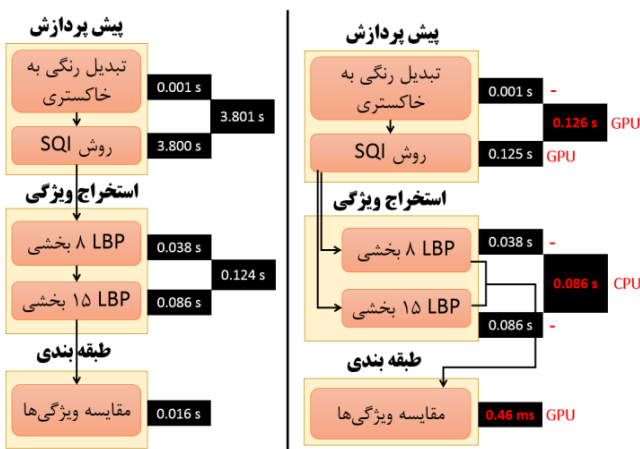 پیش پردازش
تبدیل رنگی به
خاکستری
0.001 s
3.801 s
روش SQI
3.800 s
استخراج ویژگی
LBP ۸ بخشی
0.038 s
0.124 s
LBP ۱۵ بخشی
0.086 s
طبقه بندی
مقایسه ویژگی‌ها
0.016 s
پیش پردازش
تبدیل رنگی به
خاکستری
0.001 s
-
0.126 s
GPU
روش SQI
0.125 s
GPU
استخراج ویژگی
LBP ۸ بخشی
0.038 s
-
0.086 s
CPU
LBP ۱۵ بخشی
0.086 s
-
طبقه بندی
مقایسه ویژگی‌ها
0.46 ms
GPU